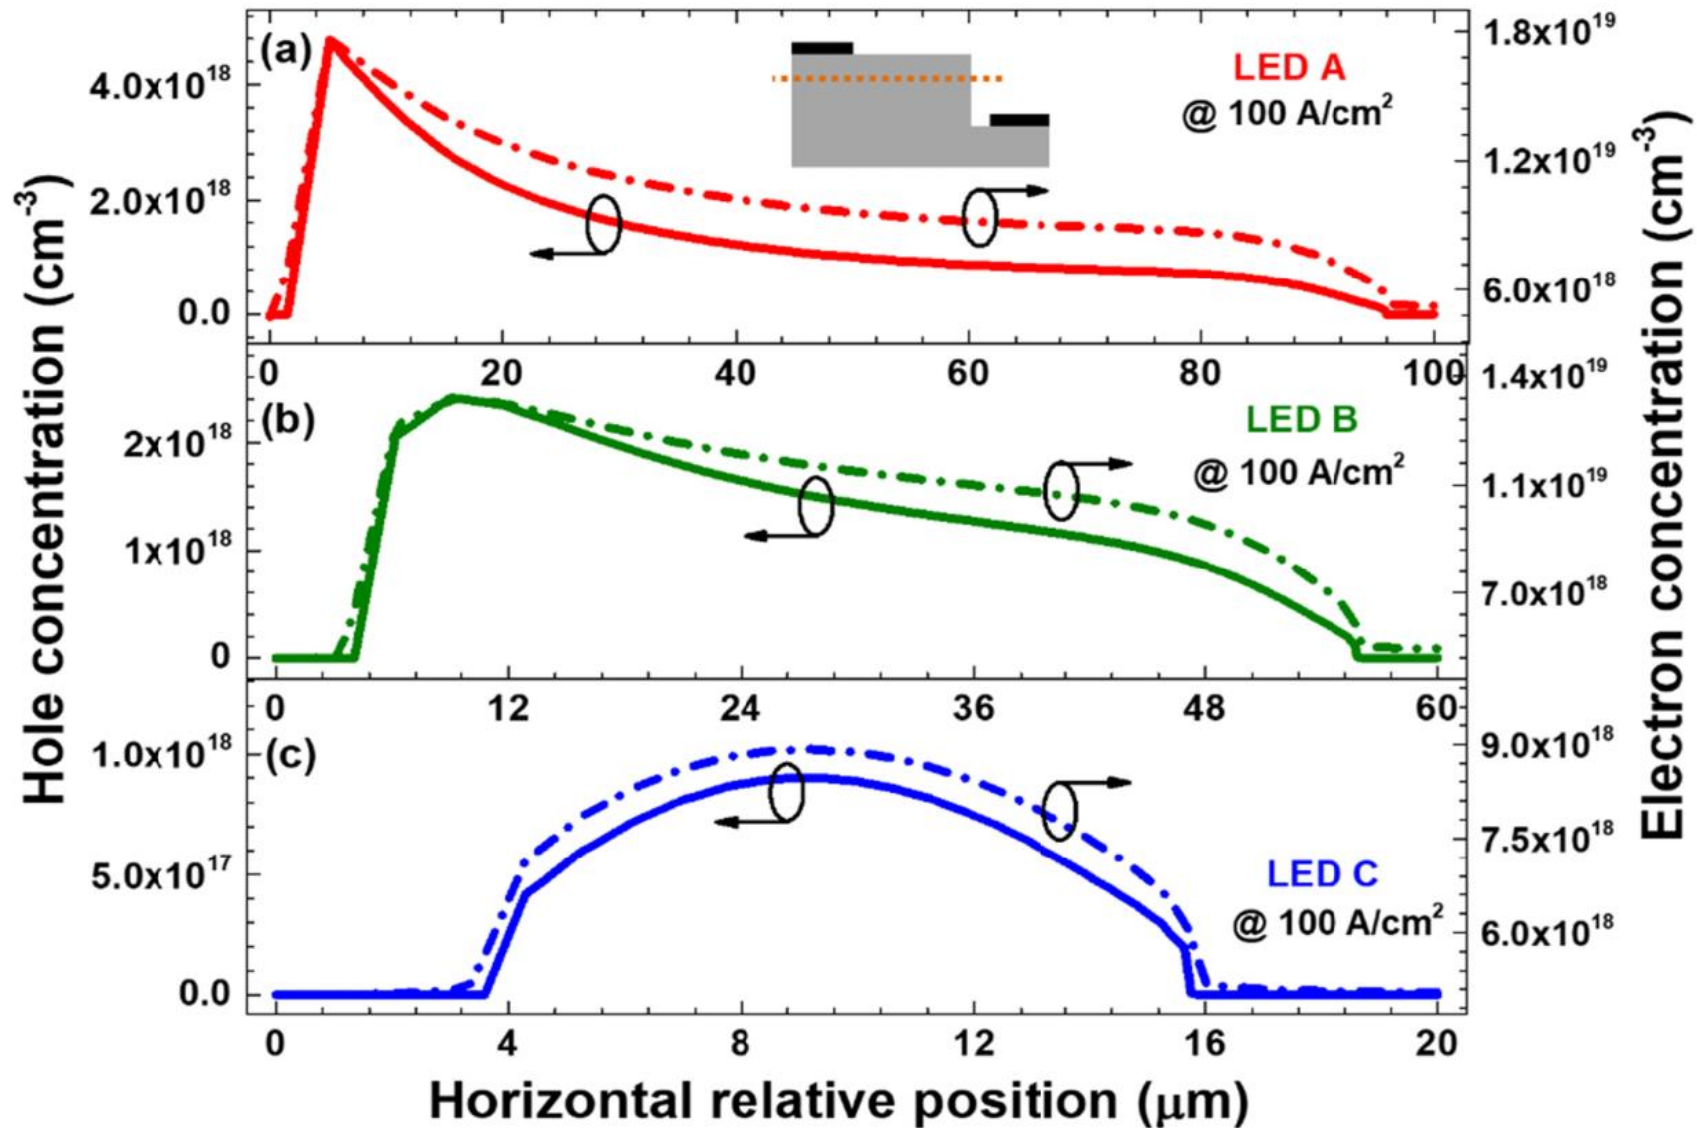 (a)
LED A
@ 100 A/cm²
4.0x10¹⁸
2.0x10¹⁸
0.0
1.8x10¹⁹
1.2x10¹⁹
6.0x10¹⁸
0 20 40 60 80 100
(b)
LED B
@ 100 A/cm²
2x10¹⁸
1x10¹⁸
0
1.4x10¹⁹
1.1x10¹⁹
7.0x10¹⁸
0 12 24 36 48 60
(c)
LED C
@ 100 A/cm²
1.0x10¹⁸
5.0x10¹⁷
0.0
9.0x10¹⁸
7.5x10¹⁸
6.0x10¹⁸
0 4 8 12 16 20
Horizontal relative position (μm)
Hole concentration (cm⁻³)
Electron concentration (cm⁻³)